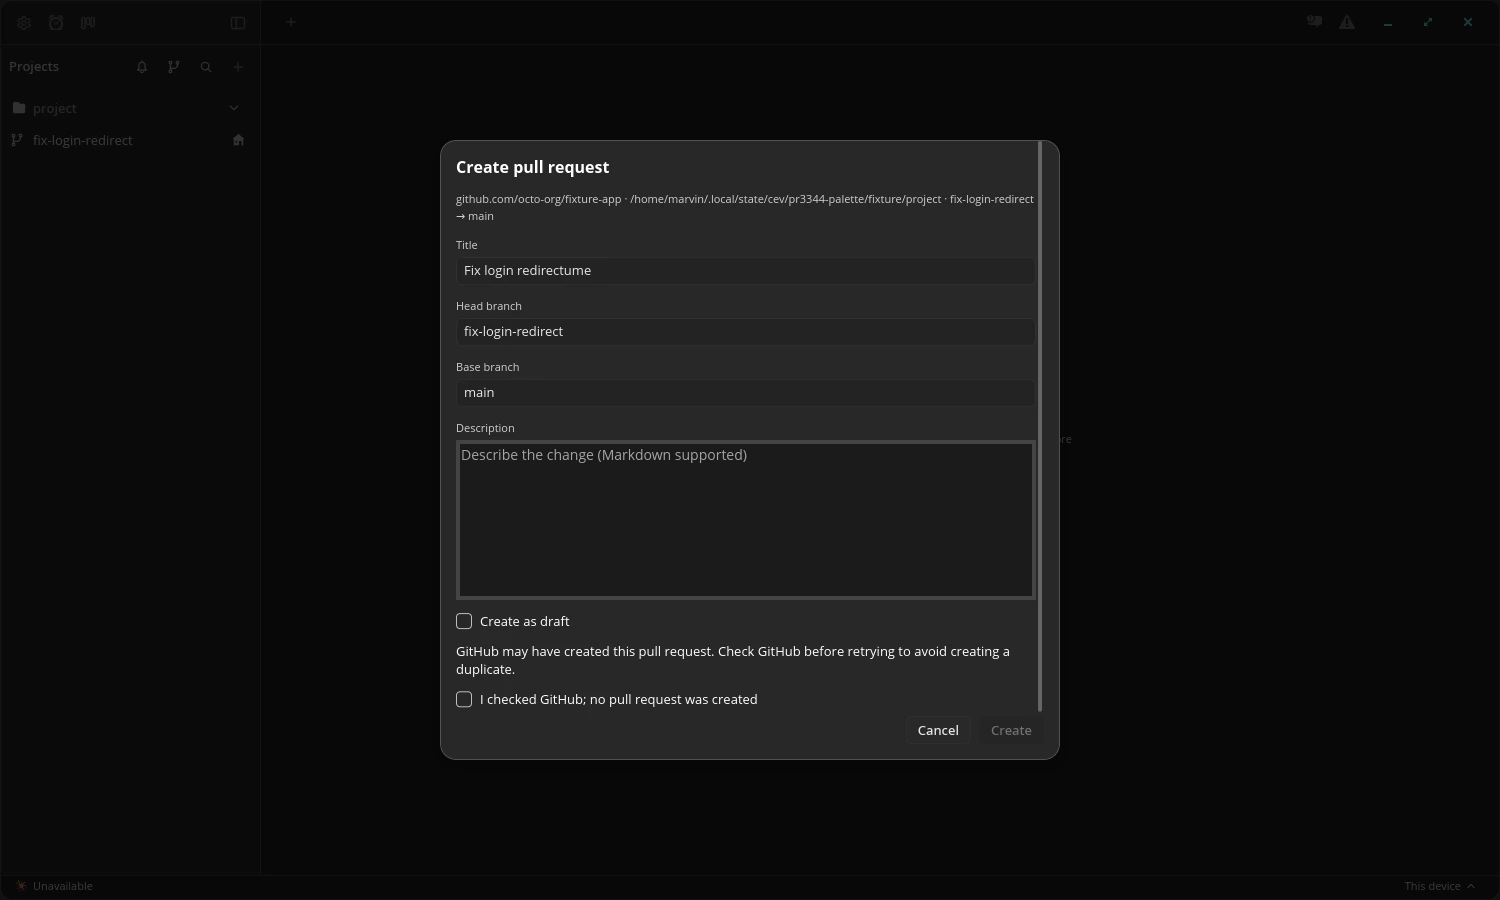 Projects
project
fix-login-redirect
Create pull request
github.com/octo-org/fixture-app · /home/marvin/.local/state/cev/pr3344-palette/fixture/project · fix-login-redirect
→ main
Title
Fix login redirectume
Head branch
fix-login-redirect
Base branch
main
Description
Describe the change (Markdown supported)
Create as draft
GitHub may have created this pull request. Check GitHub before retrying to avoid creating a
duplicate.
I checked GitHub; no pull request was created
Cancel
Create
Unavailable
This device